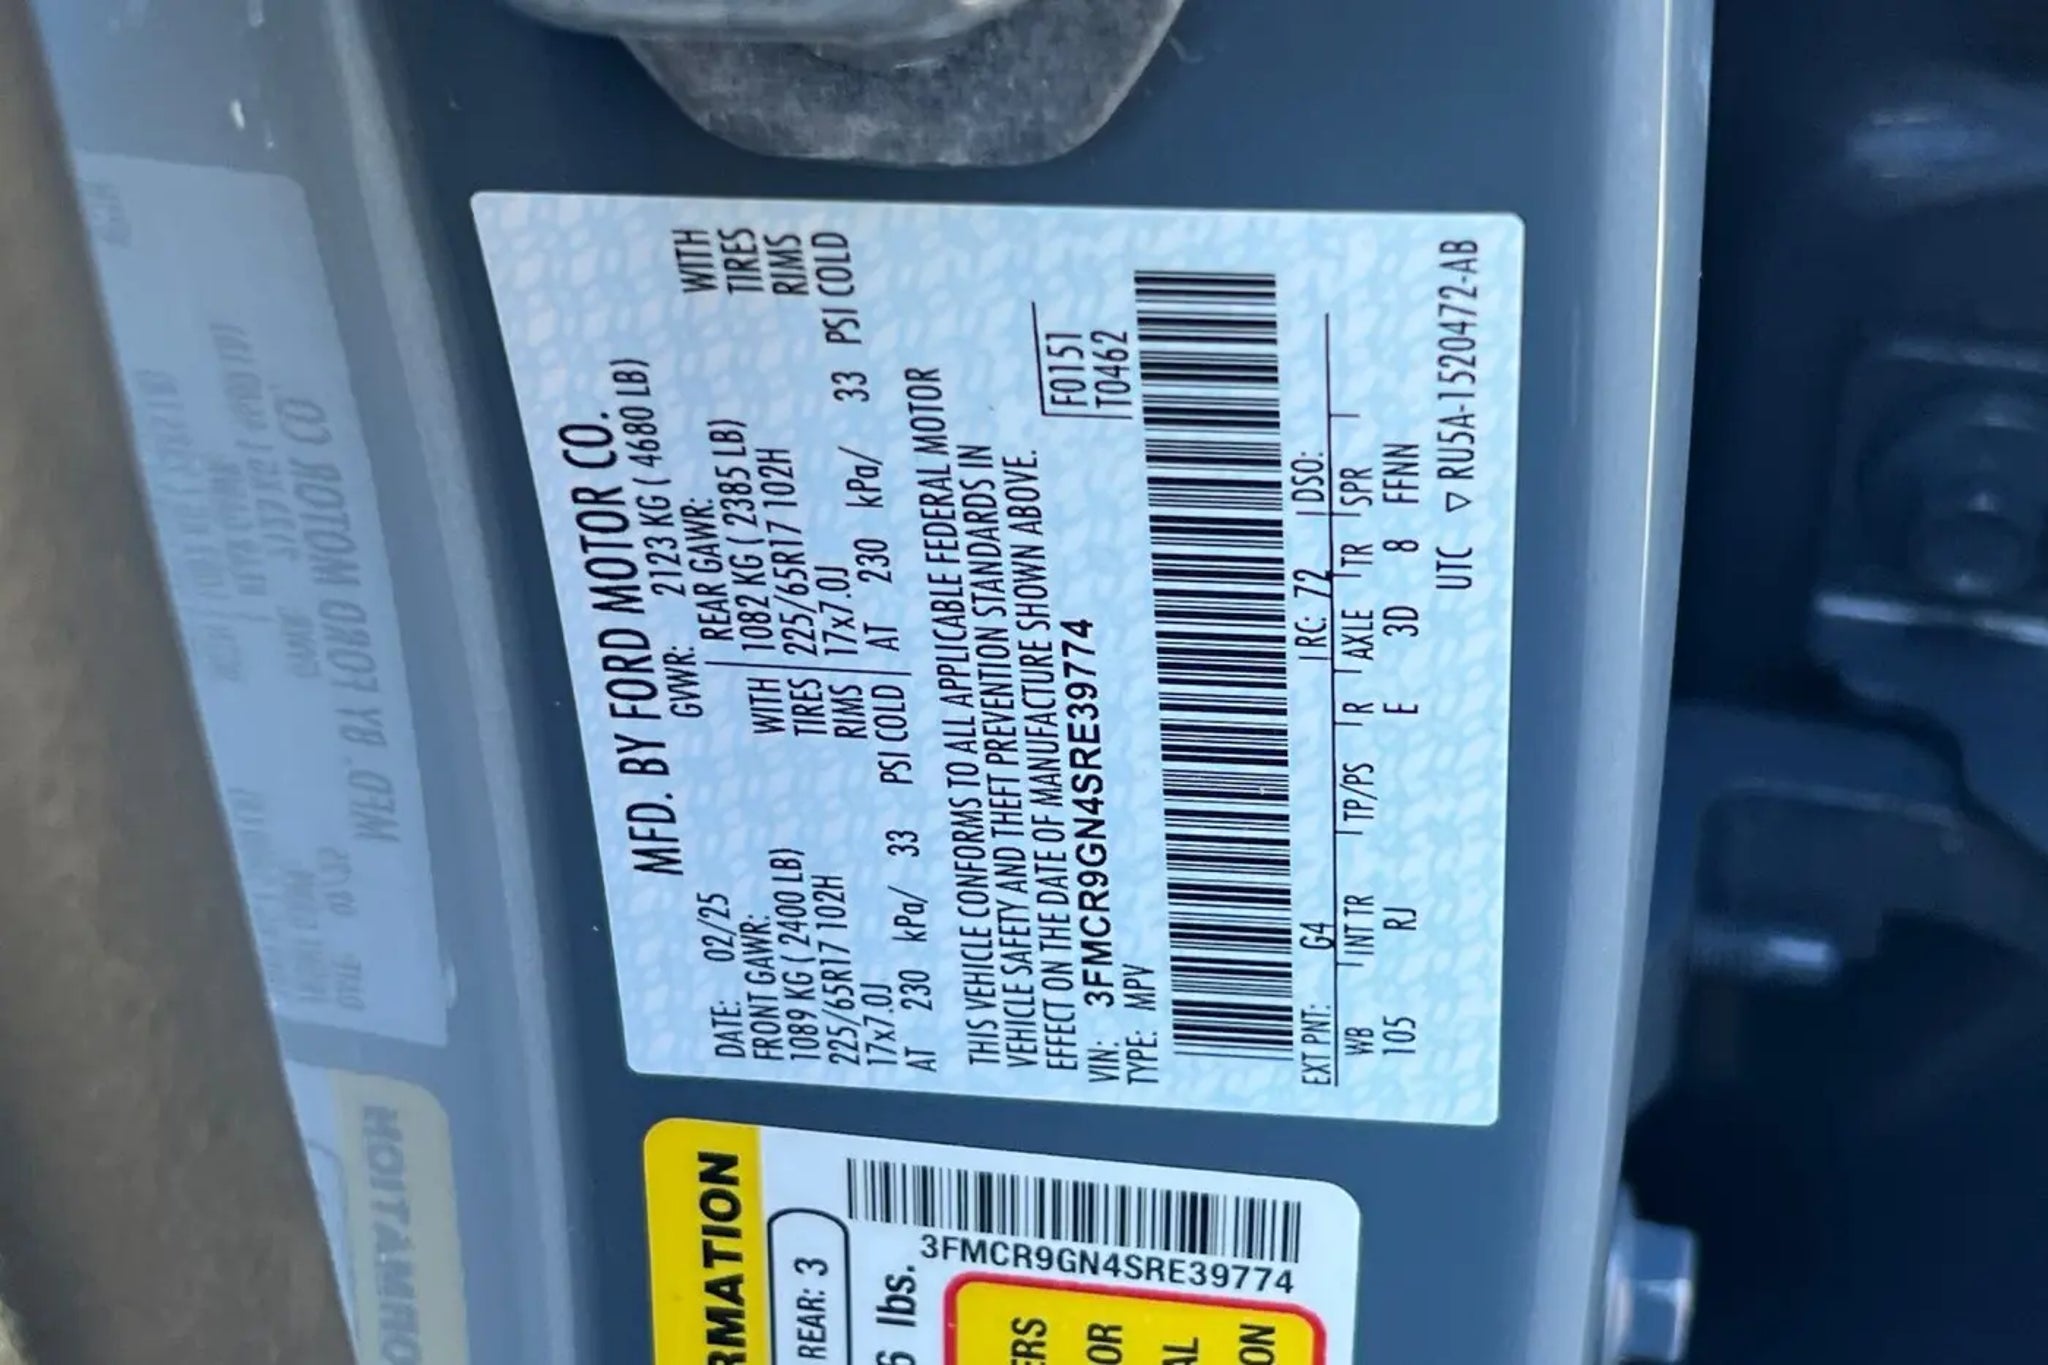 MFD. BY FORD MOTOR CO.
DATE: 02/25 GVWR: 2123 KG ( 4680 LB)
FRONT GAWR: REAR GAWR:
1089 KG ( 2400 LB) WITH 1082 KG ( 2385 LB) WITH
225/65R17 102H TIRES 225/65R17 102H TIRES
17x7.0J RIMS 17x7.0J RIMS
AT 230 kPa/ 33 PSI COLD AT 230 kPa/ 33 PSI COLD
THIS VEHICLE CONFORMS TO ALL APPLICABLE FEDERAL MOTOR
VEHICLE SAFETY AND THEFT PREVENTION STANDARDS IN
EFFECT ON THE DATE OF MANUFACTURE SHOWN ABOVE.
VIN: 3FMCR9GN4SRE39774 F0151
TYPE: MPV T0462
EXT PNT: G4 RC: 72 DSO:
WB INT TR TP/PS R AXLE TR SPR
105 RJ E 3D 8 FFNN
UTC ▽ RU5A-1520472-AB
RMATION
REAR: 3
lbs.
3FMCR9GN4SRE39774
ERS
OR
AL
ON